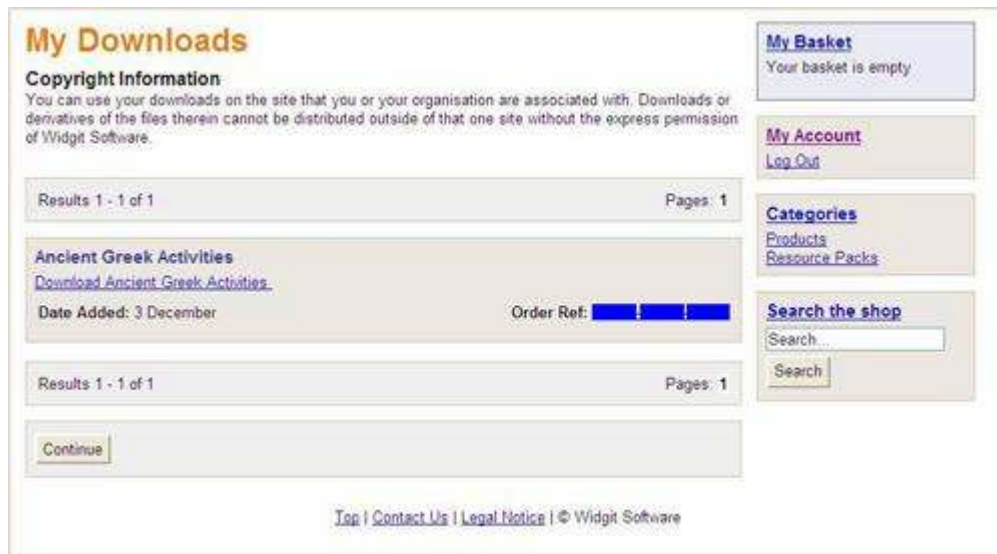 My Downloads
Copyright Information
You can use your downloads on the site that you or your organisation are associated with. Downloads or
derivatives of the files therein cannot be distributed outside of that one site without the express permission
of Widgit Software.
Results 1 - 1 of 1 Pages: 1
Ancient Greek Activities
Download Ancient Greek Activities
Date Added: 3 December Order Ref:
Results 1 - 1 of 1 Pages: 1
Continue
My Basket
Your basket is empty
My Account
Log Out
Categories
Products
Resource Packs
Search the shop
Search...
Search
Top | Contact Us | Legal Notice | © Widgit Software